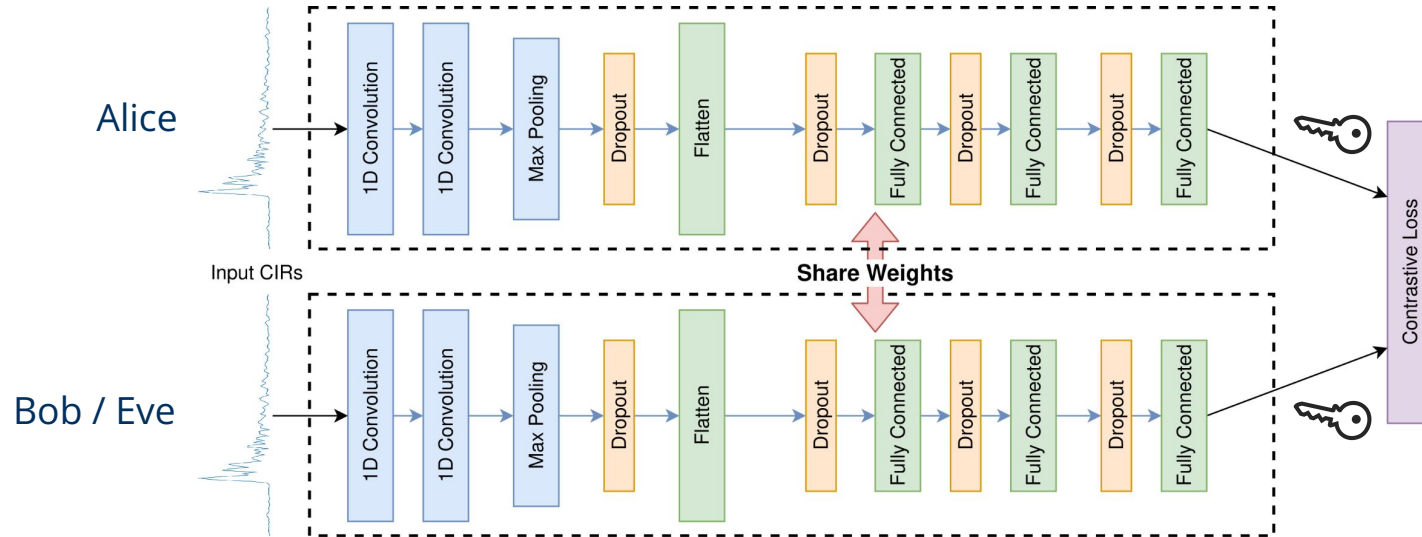 Alice
1D Convolution
1D Convolution
Max Pooling
Dropout
Flatten
Dropout
Fully Connected
Dropout
Fully Connected
Dropout
Fully Connected
Input CIRs
Share Weights
Contrastive Loss
Bob / Eve
1D Convolution
1D Convolution
Max Pooling
Dropout
Flatten
Dropout
Fully Connected
Dropout
Fully Connected
Dropout
Fully Connected